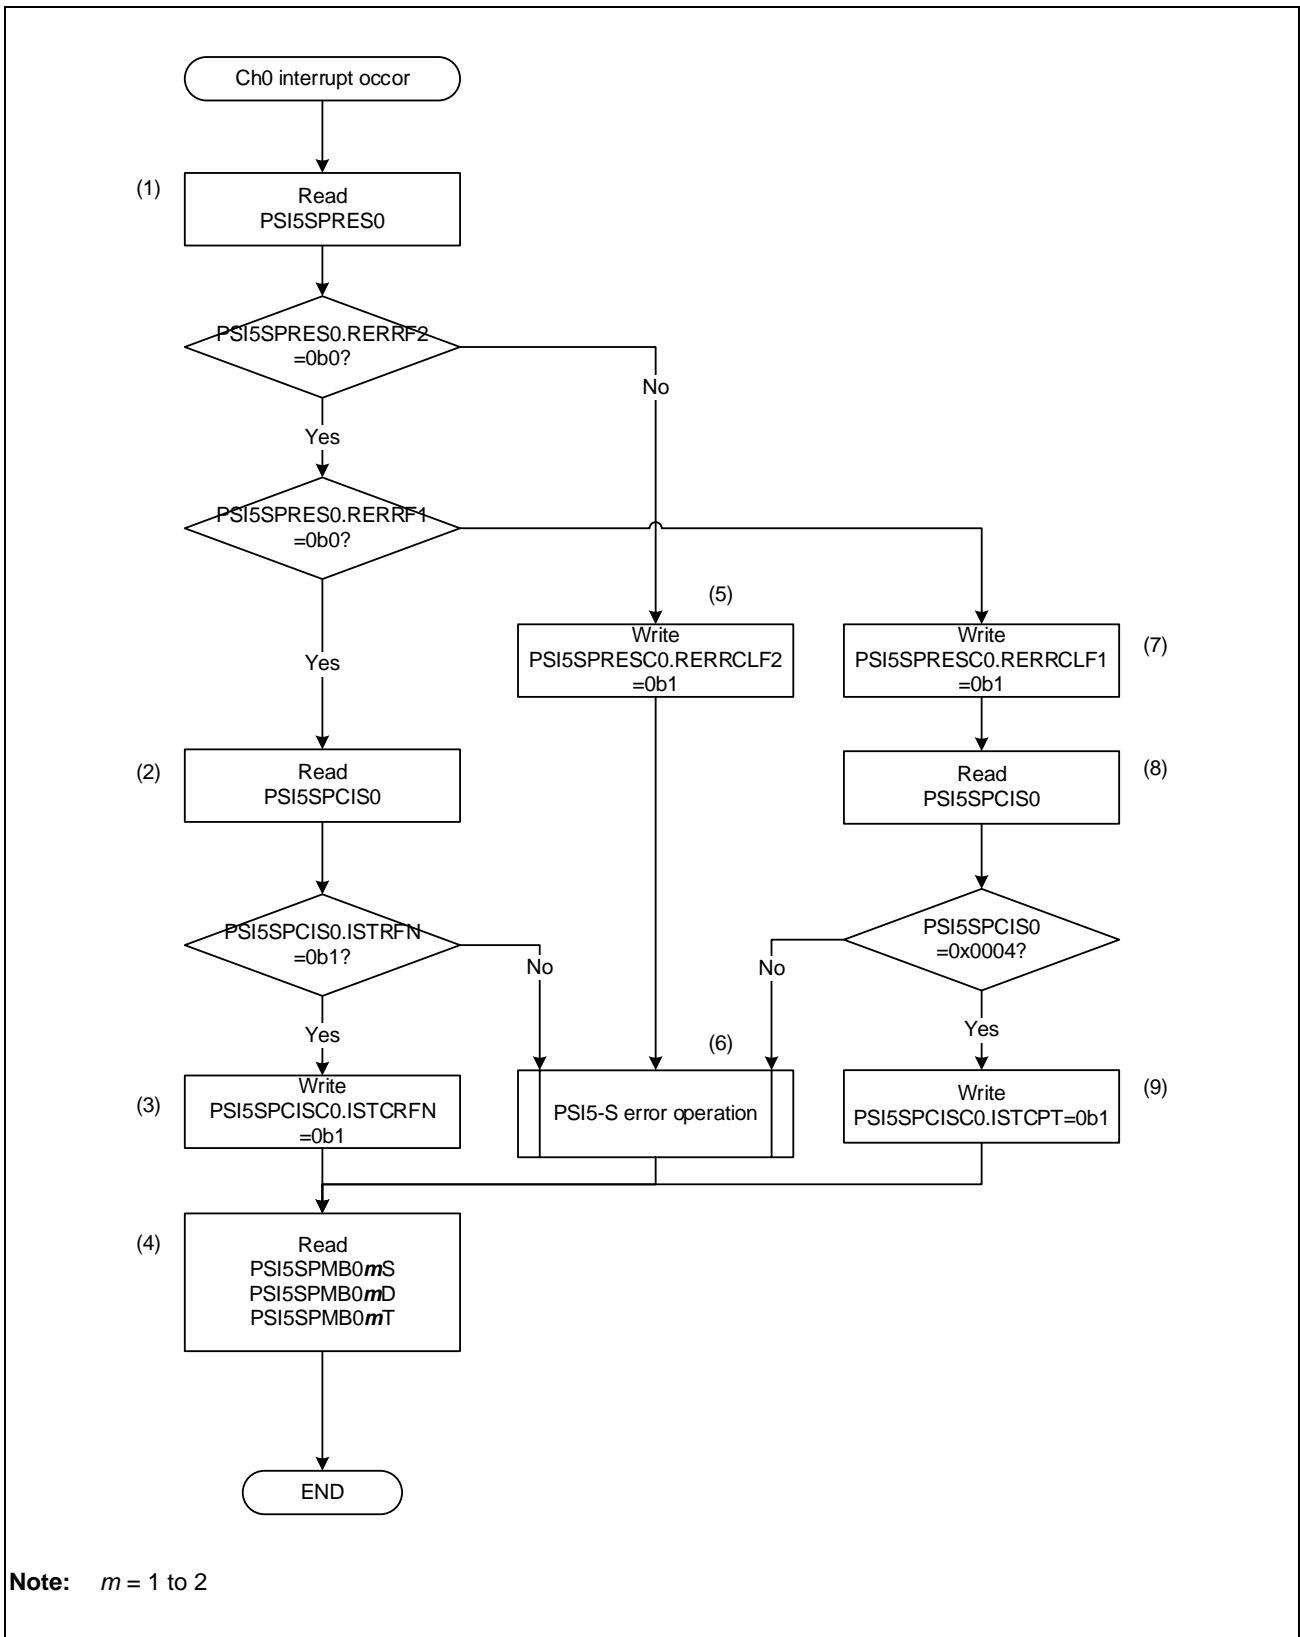 Ch0 interrupt occor
(1)
Read
PSI5SPRES0
PSI5SPRES0.RERRF2
=0b0?
No
Yes
PSI5SPRES0.RERRF1
=0b0?
Yes
(5)
Write
PSI5SPRESC0.RERRCLF2
=0b1
Write
PSI5SPRESC0.RERRCLF1
=0b1
(7)
(2)
Read
PSI5SPCIS0
Read
PSI5SPCIS0
(8)
PSI5SPCIS0.ISTRFN
=0b1?
No
PSI5SPCIS0
=0x0004?
No
Yes
Yes
(6)
(3)
Write
PSI5SPCISC0.ISTCRFN
=0b1
PSI5-S error operation
Write
PSI5SPCISC0.ISTCPT=0b1
(9)
(4)
Read
PSI5SPMB0mS
PSI5SPMB0mD
PSI5SPMB0mT
END
Note: m = 1 to 2